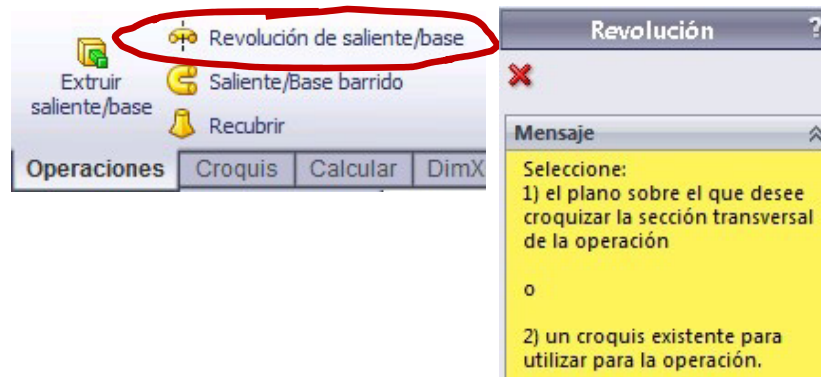 Revolución de saliente/base
Extruir
saliente/base
Saliente/Base barrido
Recubrir
Operaciones
Croquis
Calcular
DimX
Revolución
?
Mensaje
Seleccione:
1) el plano sobre el que desee
croquizar la sección transversal
de la operación
o
2) un croquis existente para
utilizar para la operación.